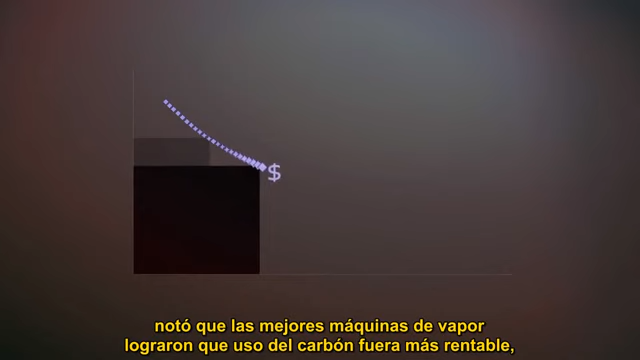 $
notó que las mejores máquinas de vapor
lograron que uso del carbón fuera más rentable,